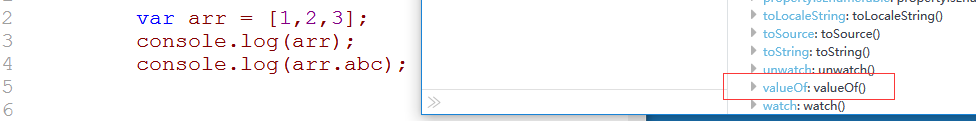 2
var arr = [1,2,3];
3
console.log(arr);
4
console.log(arr.abc);
5
6
toLocaleString: toLocaleString()
toSource: toSource()
toString: toString()
unwatch: unwatch()
valueOf: valueOf()
watch: watch()